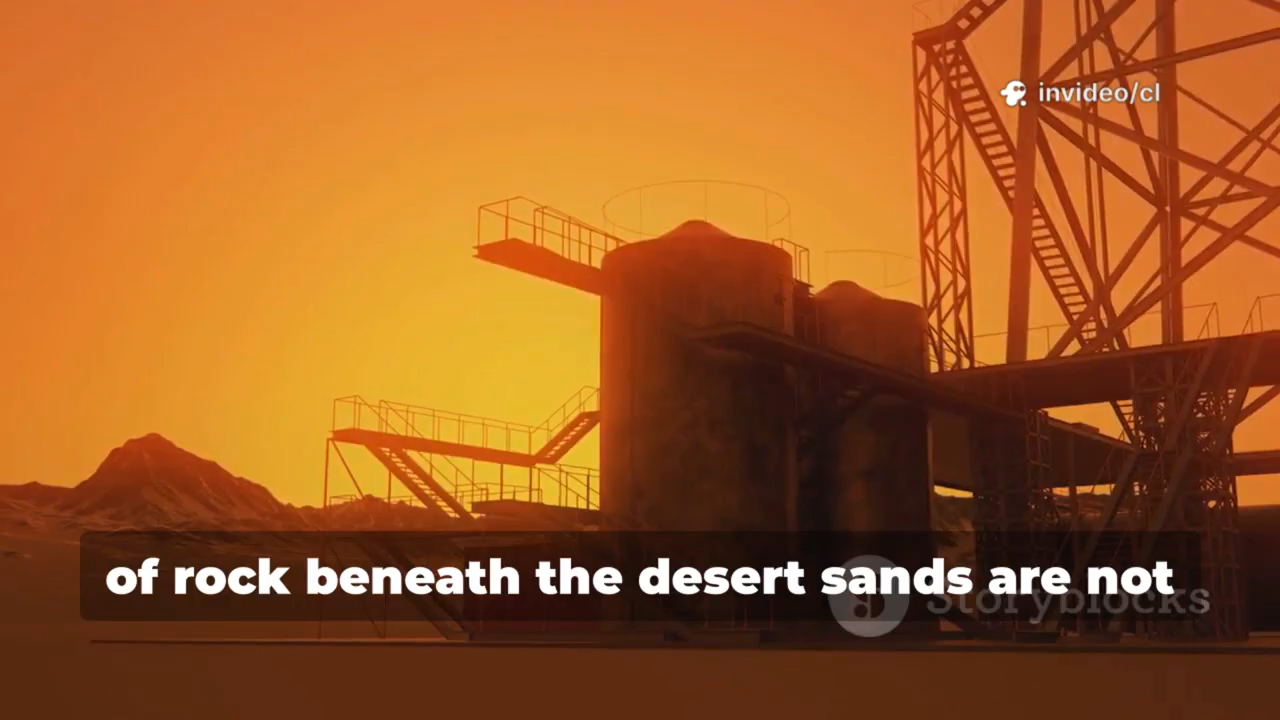 invideo/cl
of rock beneath the desert sands are not
Storyblocks